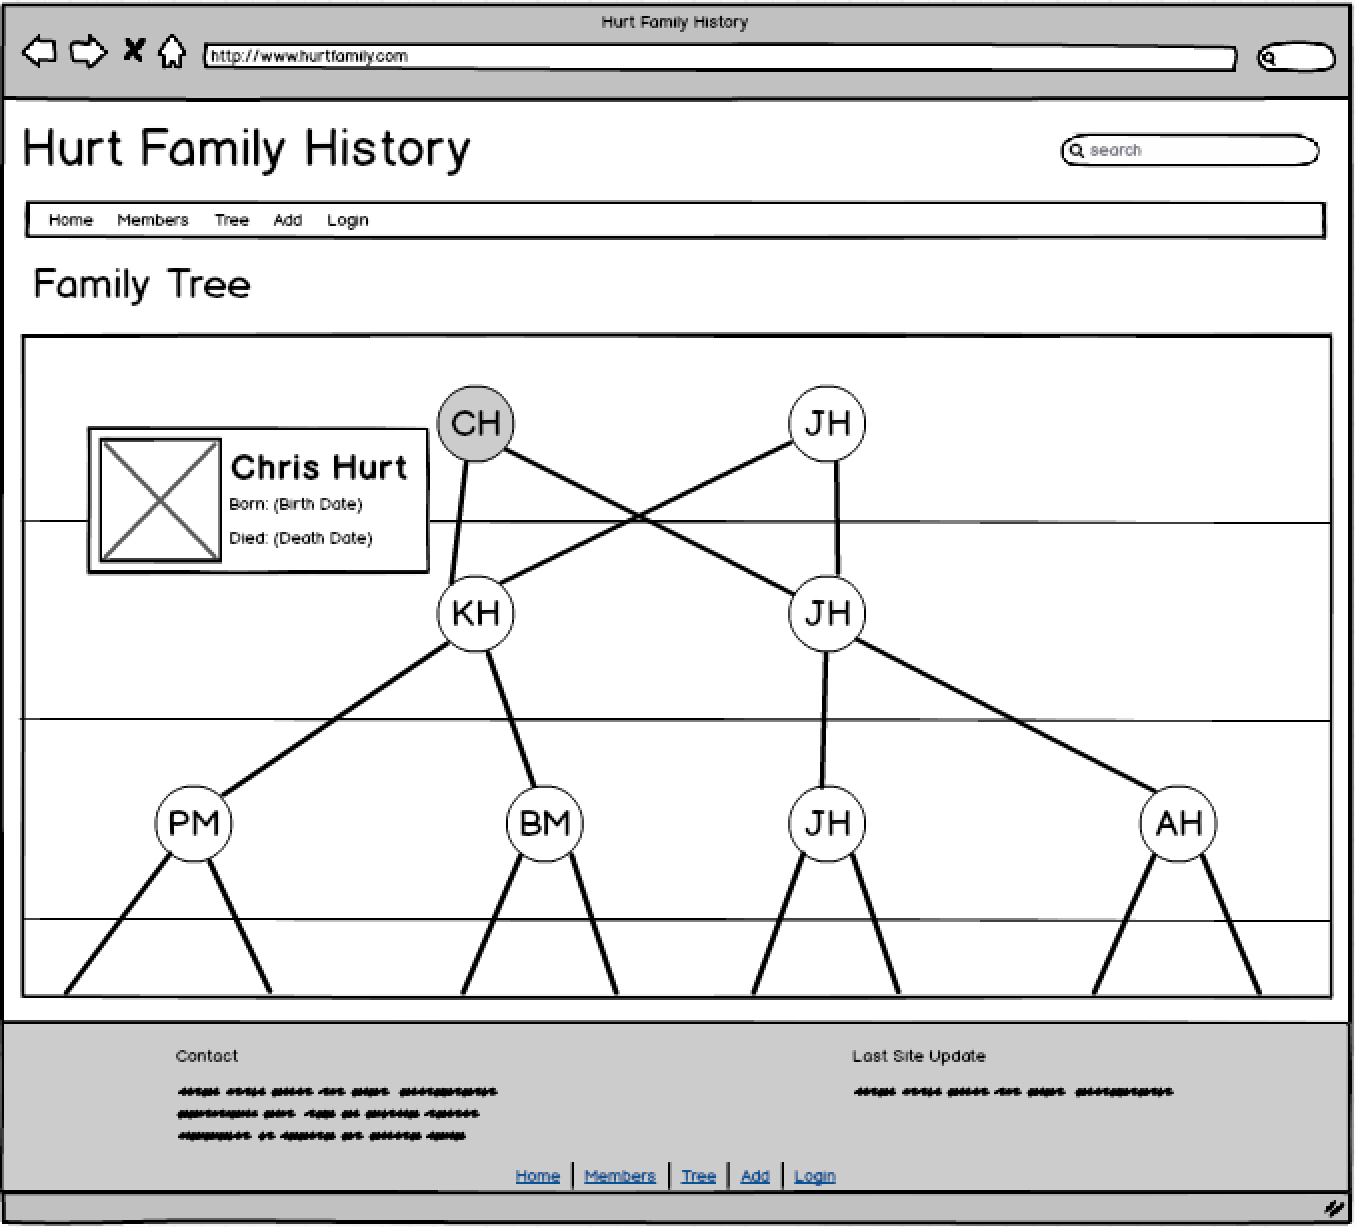 Hurt Family History
http://www.hurtfamily.com
Hurt Family History
search
Home Members Tree Add Login
Family Tree
CH JH
Chris Hurt
Born: (Birth Date)
Died: (Death Date)
KH JH
PM BM JH AH
Contact Last Site Update
Home Members Tree Add Login